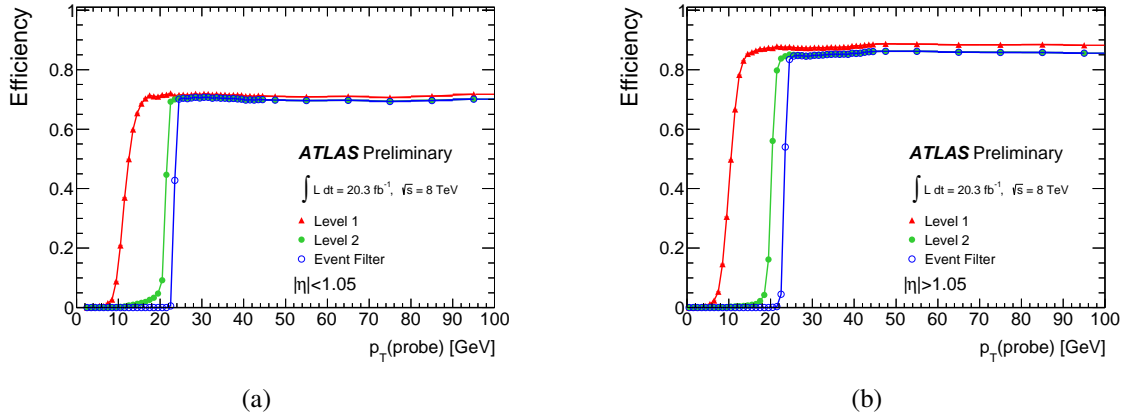 Efficiency
1
0.8
0.6
0.4
0.2
0
ATLAS Preliminary
∫ L dt = 20.3 fb⁻¹, √s = 8 TeV
Level 1
Level 2
Event Filter
|η|<1.05
0 10 20 30 40 50 60 70 80 90 100
p_T(probe) [GeV]
(a)
Efficiency
1
0.8
0.6
0.4
0.2
0
ATLAS Preliminary
∫ L dt = 20.3 fb⁻¹, √s = 8 TeV
Level 1
Level 2
Event Filter
|η|>1.05
0 10 20 30 40 50 60 70 80 90 100
p_T(probe) [GeV]
(b)